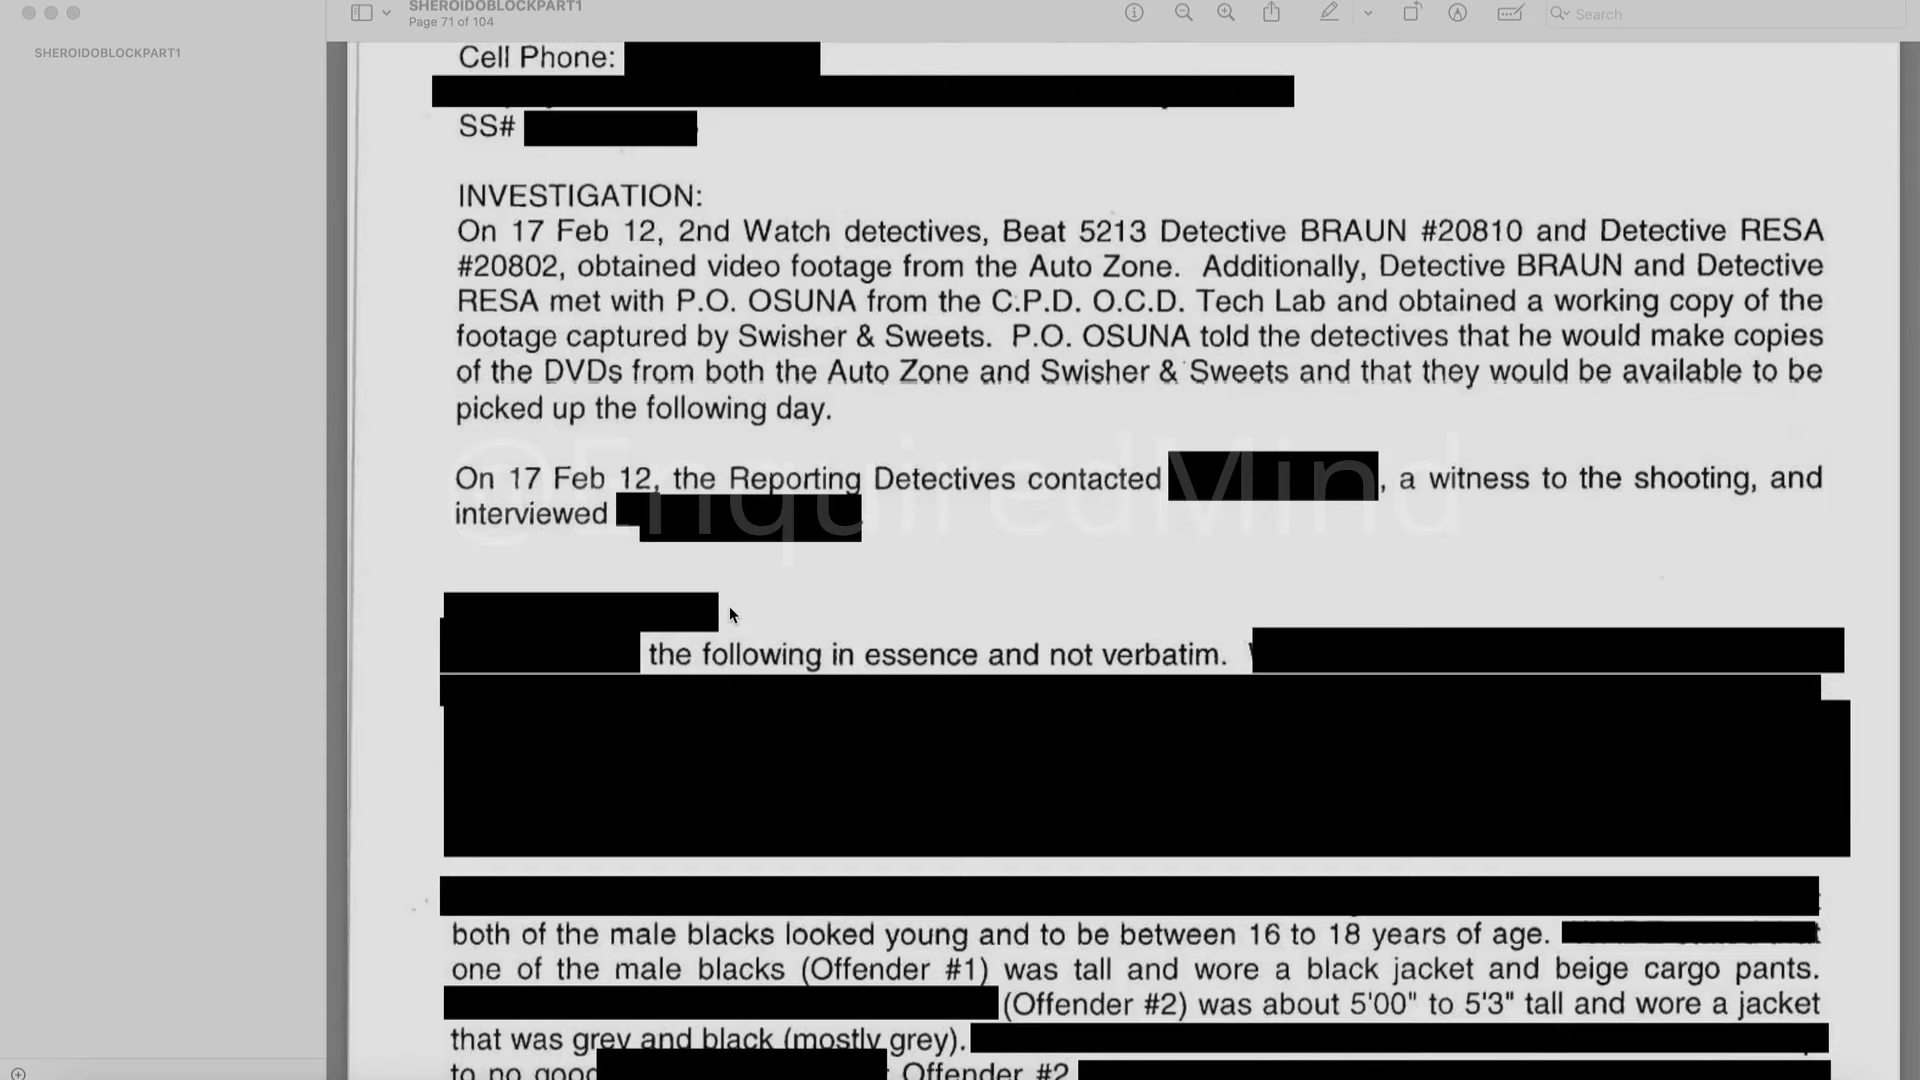 SHEROIDOBLOCKPART1
Page 71 of 104
Search
SHEROIDOBLOCKPART1
Cell Phone:
SS#
INVESTIGATION:
On 17 Feb 12, 2nd Watch detectives, Beat 5213 Detective BRAUN #20810 and Detective RESA
#20802, obtained video footage from the Auto Zone. Additionally, Detective BRAUN and Detective
RESA met with P.O. OSUNA from the C.P.D. O.C.D. Tech Lab and obtained a working copy of the
footage captured by Swisher & Sweets. P.O. OSUNA told the detectives that he would make copies
of the DVDs from both the Auto Zone and Swisher & Sweets and that they would be available to be
picked up the following day.
@EnquiredMind
On 17 Feb 12, the Reporting Detectives contacted , a witness to the shooting, and
interviewed
the following in essence and not verbatim.
both of the male blacks looked young and to be between 16 to 18 years of age.
one of the male blacks (Offender #1) was tall and wore a black jacket and beige cargo pants.
(Offender #2) was about 5'00" to 5'3" tall and wore a jacket
that was grey and black (mostly grey).
to no good Offender #2